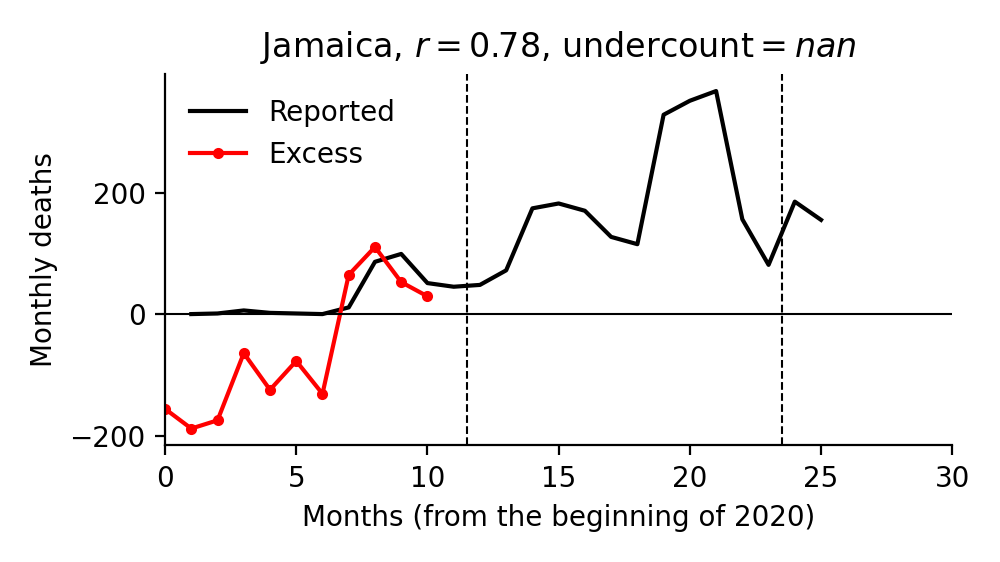 Jamaica, r = 0.78, undercount = nan
Reported
Excess
Monthly deaths
200
0
−200
0 5 10 15 20 25 30
Months (from the beginning of 2020)